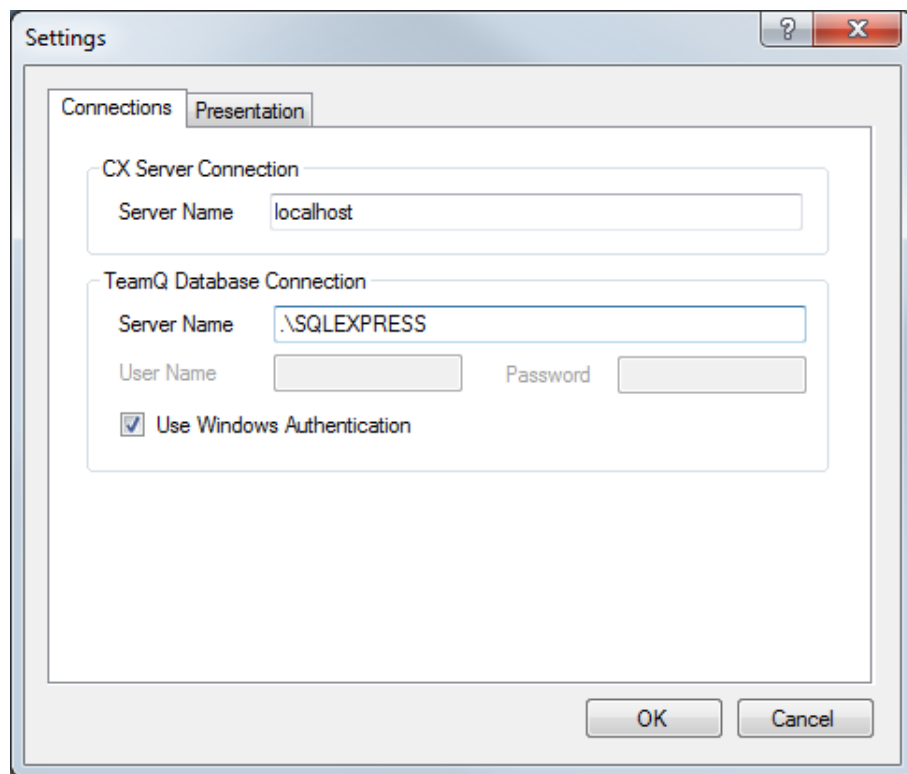 Settings
?
Connections Presentation
CX Server Connection
Server Name localhost
TeamQ Database Connection
Server Name .\SQLEXPRESS
User Name Password
Use Windows Authentication
OK Cancel